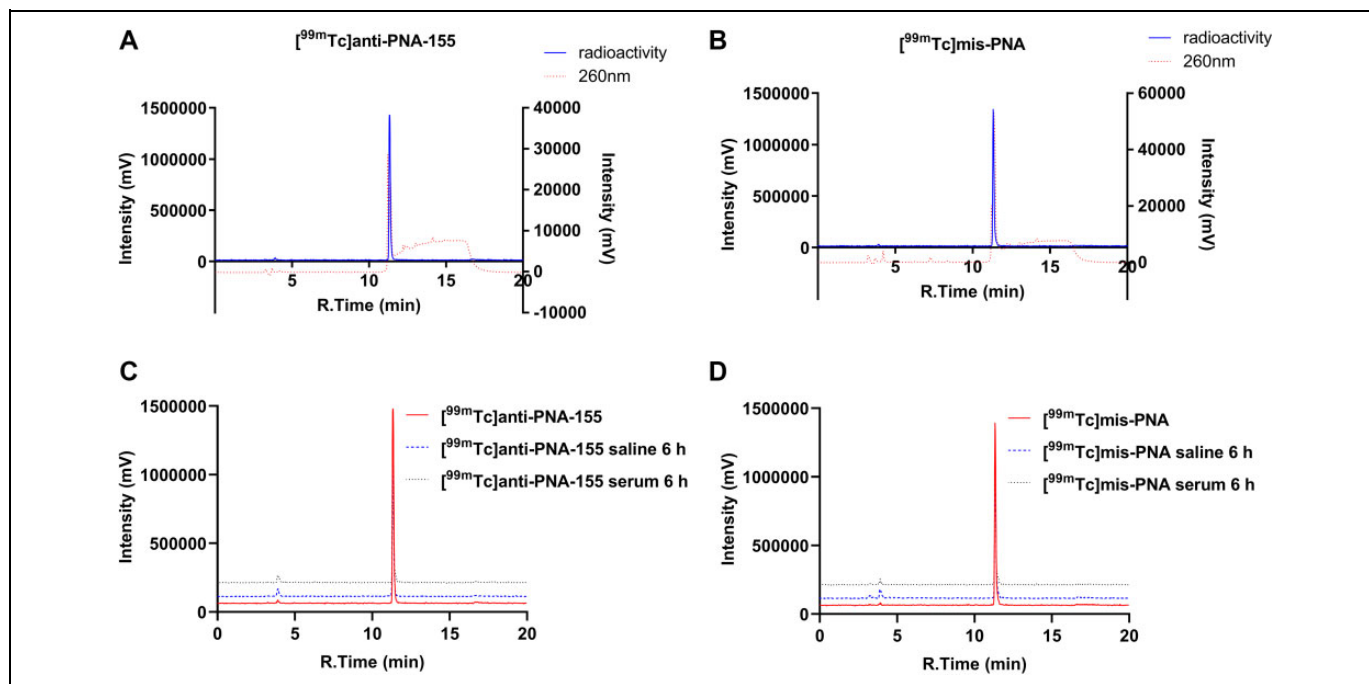 A
[99mTc]anti-PNA-155
radioactivity
260nm
1500000
1000000
500000
0
40000
30000
20000
10000
0
-10000
5
10
15
20
Intensity (mV)
Intensity (mV)
R.Time (min)
B
[99mTc]mis-PNA
radioactivity
260nm
1500000
1000000
500000
0
60000
40000
20000
0
5
10
15
20
Intensity (mV)
Intensity (mV)
R.Time (min)
C
[99mTc]anti-PNA-155
[99mTc]anti-PNA-155 saline 6 h
[99mTc]anti-PNA-155 serum 6 h
1500000
1000000
500000
0
0
5
10
15
20
Intensity (mV)
R.Time (min)
D
[99mTc]mis-PNA
[99mTc]mis-PNA saline 6 h
[99mTc]mis-PNA serum 6 h
1500000
1000000
500000
0
0
5
10
15
20
Intensity (mV)
R.Time (min)